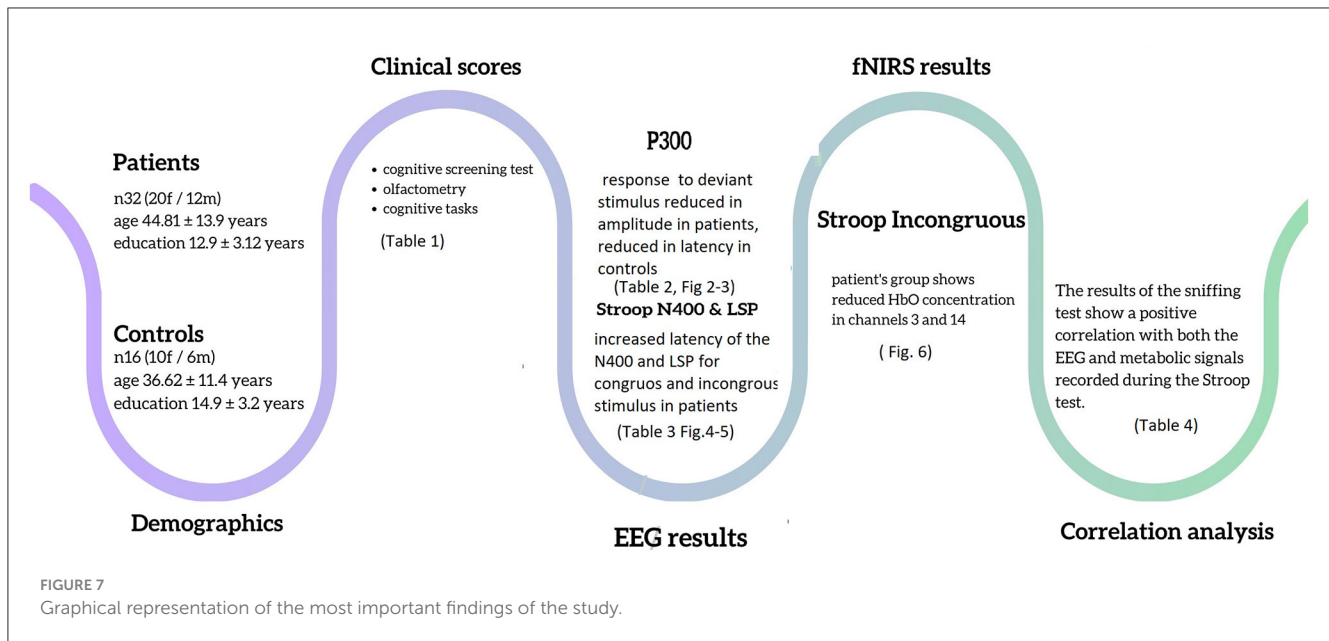 Patients
n32 (20f / 12m)
age 44.81 ± 13.9 years
education 12.9 ± 3.12 years
Controls
n16 (10f / 6m)
age 36.62 ± 11.4 years
education 14.9 ± 3.2 years
Demographics
Clinical scores
• cognitive screening test
• olfactometry
• cognitive tasks
(Table 1)
P300
response to deviant
stimulus reduced in
amplitude in patients,
reduced in latency in
controls
(Table 2, Fig 2-3)
Stroop N400 & LSP
increased latency of the
N400 and LSP for
congruos and incongrous
stimulus in patients
(Table 3 Fig.4-5)
EEG results
fNIRS results
Stroop Incongruous
patient's group shows
reduced HbO concentration
in channels 3 and 14
( Fig. 6)
The results of the sniffing
test show a positive
correlation with both the
EEG and metabolic signals
recorded during the Stroop
test.
(Table 4)
Correlation analysis
FIGURE 7
Graphical representation of the most important findings of the study.